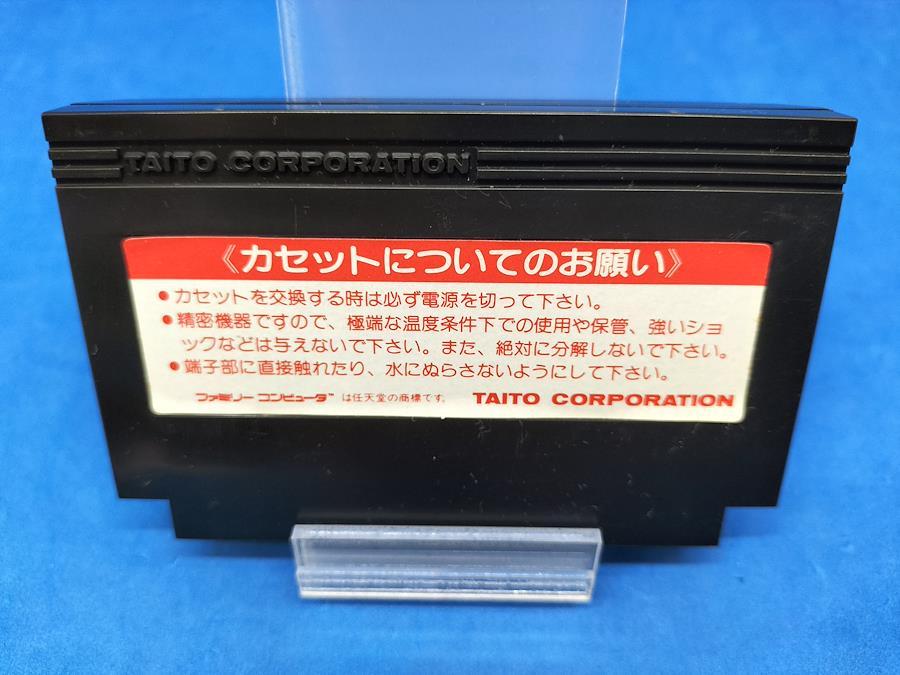 TAITO CORPORATION
《カセットについてのお願い》
●カセットを交換する時は必ず電源を切って下さい。
●精密機器ですので、極端な温度条件下での使用や保管、強いショ
ックなどは与えないで下さい。また、絶対に分解しないで下さい。
●端子部に直接触れたり、水にぬらさないようにして下さい。
ファミリーコンピュータ™ は任天堂の商標です。 TAITO CORPORATION